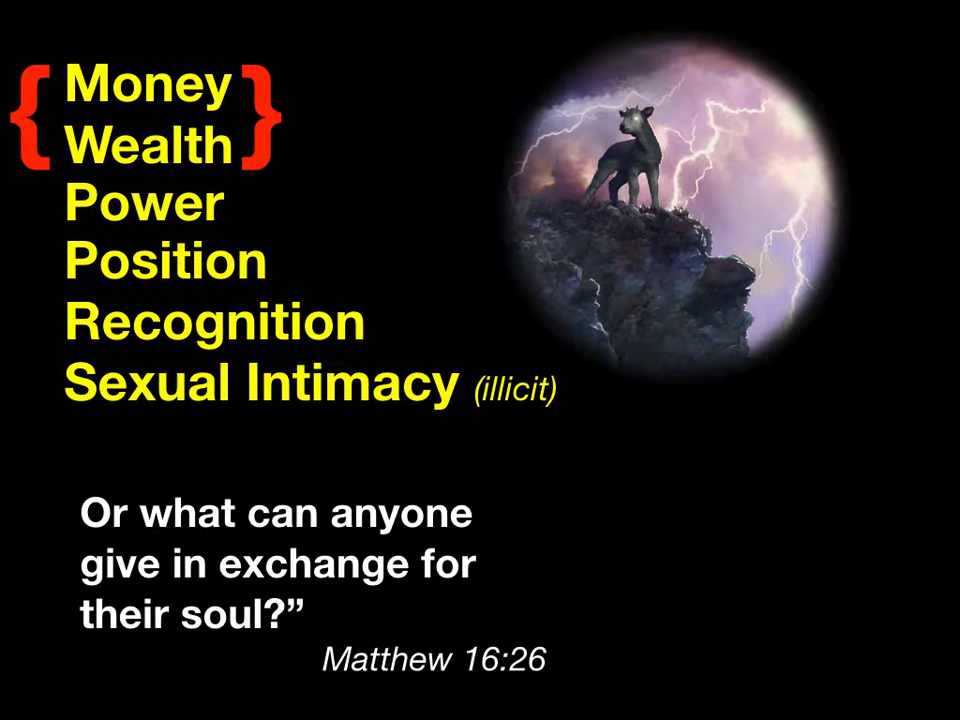 { Money }
Wealth
Power
Position
Recognition
Sexual Intimacy (illicit)
Or what can anyone
give in exchange for
their soul?”
Matthew 16:26